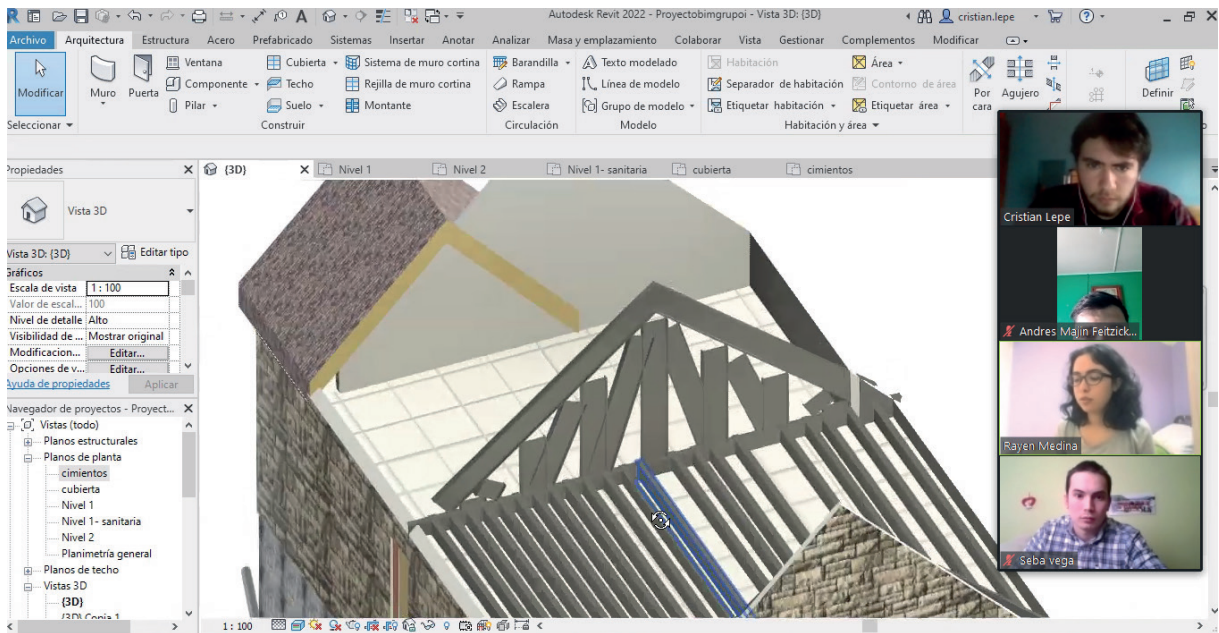 Autodesk Revit 2022 - Proyectobimgrupoi - Vista 3D: {3D}
cristian.lepe
Archivo Arquitectura Estructura Acero Prefabricado Sistemas Insertar Anotar Analizar Masa y emplazamiento Colaborar Vista Gestionar Complementos Modificar
Modificar
Muro
Puerta
Ventana
Componente
Pilar
Cubierta
Techo
Suelo
Sistema de muro cortina
Rejilla de muro cortina
Montante
Barandilla
Rampa
Escalera
Texto modelado
Línea de modelo
Grupo de modelo
Habitación
Separador de habitación
Etiquetar habitación
Área
Contorno de área
Etiquetar área
Por cara
Agujero
Definir
Seleccionar
Construir
Circulación
Modelo
Habitación y área
Propiedades
{3D} Nivel 1 Nivel 2 Nivel 1- sanitaria cubierta cimientos
Vista 3D
Vista 3D: {3D} Editar tipo
Gráficos
Escala de vista 1 : 100
Valor de escal... 100
Nivel de detalle Alto
Visibilidad de ... Mostrar original
Modificacion... Editar...
Opciones de v... Editar...
Ayuda de propiedades Aplicar
Navegador de proyectos - Proyect...
Vistas (todo)
Planos estructurales
Planos de planta
cimientos
cubierta
Nivel 1
Nivel 1- sanitaria
Nivel 2
Planimetría general
Planos de techo
Vistas 3D
{3D}
{3D} Copia 1
1 : 100
Cristian Lepe
Andres Majin Feitzick...
Rayen Medina
Seba vega